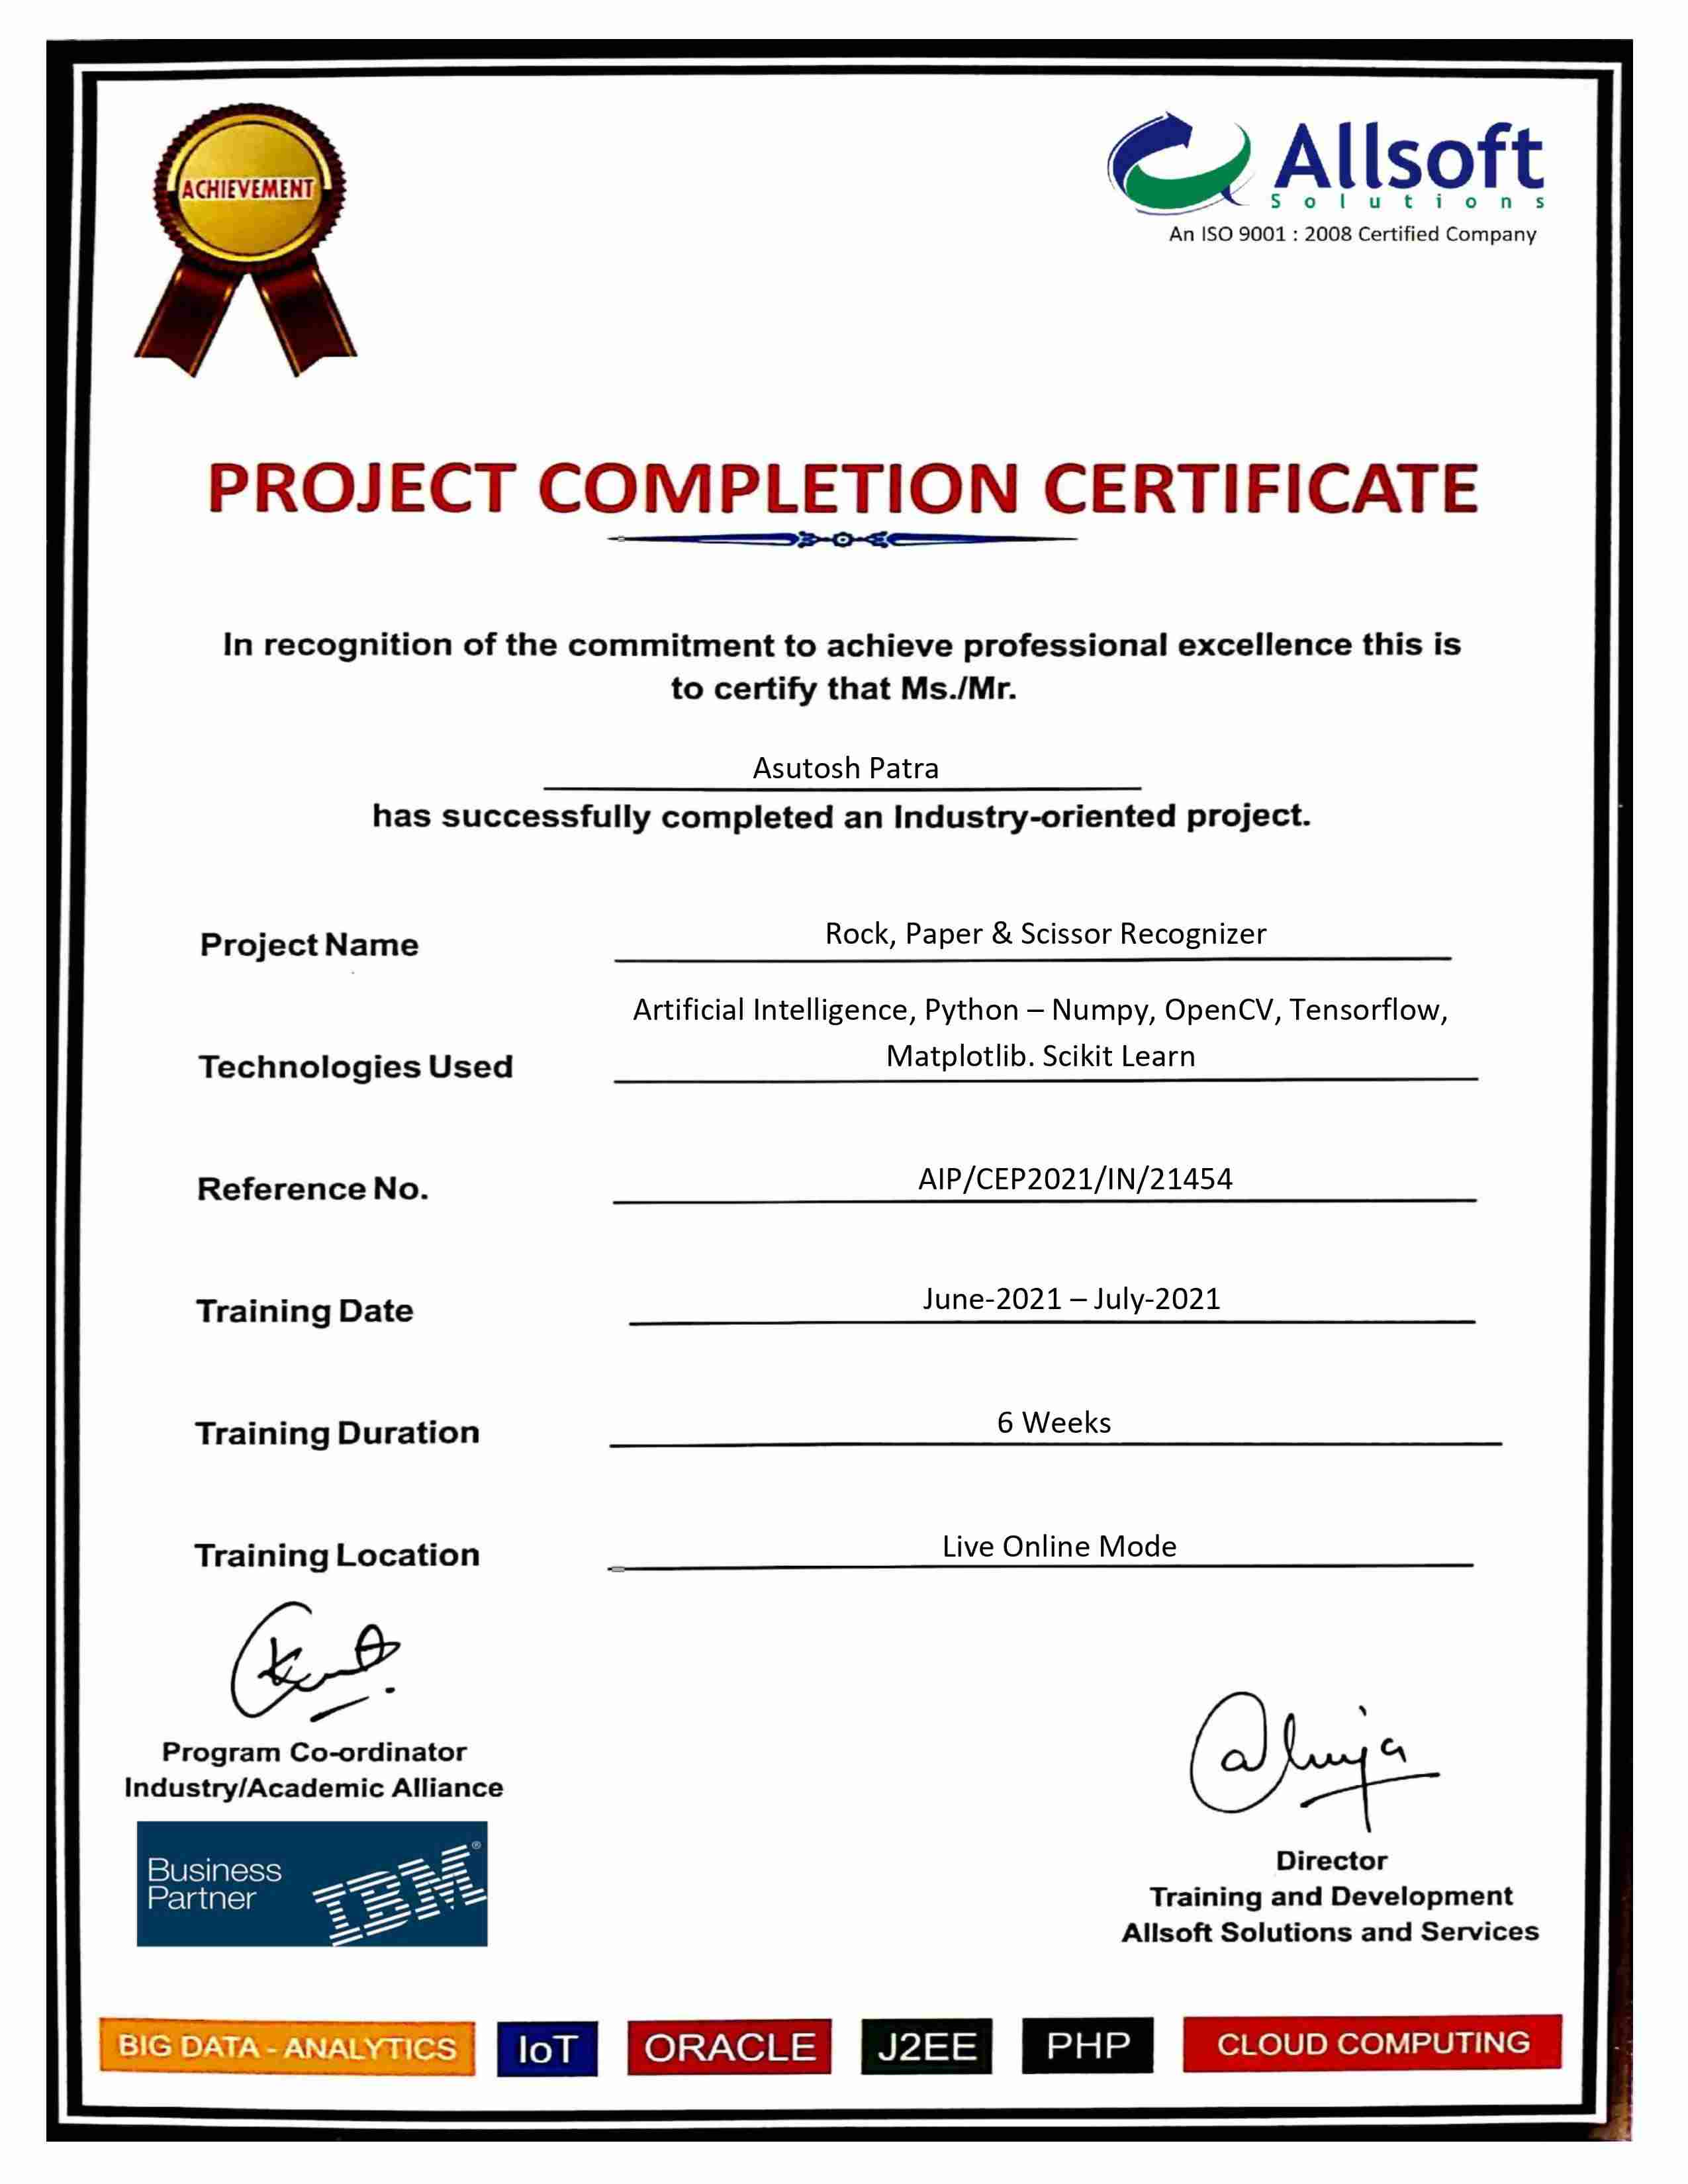 ACHIEVEMENT
Allsoft
Solutions
An ISO 9001 : 2008 Certified Company
PROJECT COMPLETION CERTIFICATE
In recognition of the commitment to achieve professional excellence this is
to certify that Ms./Mr.
Asutosh Patra
has successfully completed an Industry-oriented project.
Project Name
Rock, Paper & Scissor Recognizer
Technologies Used
Artificial Intelligence, Python – Numpy, OpenCV, Tensorflow,
Matplotlib. Scikit Learn
Reference No.
AIP/CEP2021/IN/21454
Training Date
June-2021 – July-2021
Training Duration
6 Weeks
Training Location
Live Online Mode
Program Co-ordinator
Industry/Academic Alliance
Business
Partner
IBM®
Director
Training and Development
Allsoft Solutions and Services
BIG DATA - ANALYTICS
IoT
ORACLE
J2EE
PHP
CLOUD COMPUTING